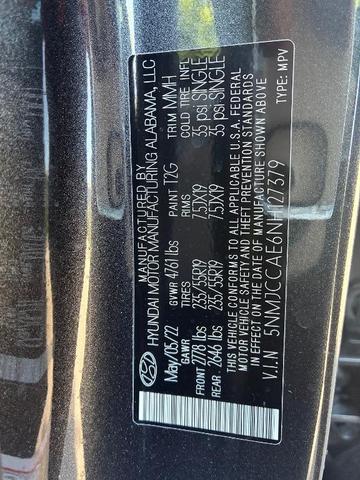 MANUFACTURED BY
HYUNDAI MOTOR MANUFACTURING ALABAMA, LLC
May/05/22 GVWR 4761 lbs PAINT T2G TRIM MMH
GAWR TIRES RIMS COLD TIRE INFL
FRONT 2778 lbs 235/55R19 7.5JX19 35 psi SINGLE
REAR 2646 lbs 235/55R19 7.5JX19 35 psi SINGLE
THIS VEHICLE CONFORMS TO ALL APPLICABLE U.S.A. FEDERAL
MOTOR VEHICLE SAFETY AND THEFT PREVENTION
STANDARDS IN EFFECT ON THE DATE OF MANUFACTURE SHOWN ABOVE
V.I.N 5NMJCCAE6NH127379 TYPE: MPV